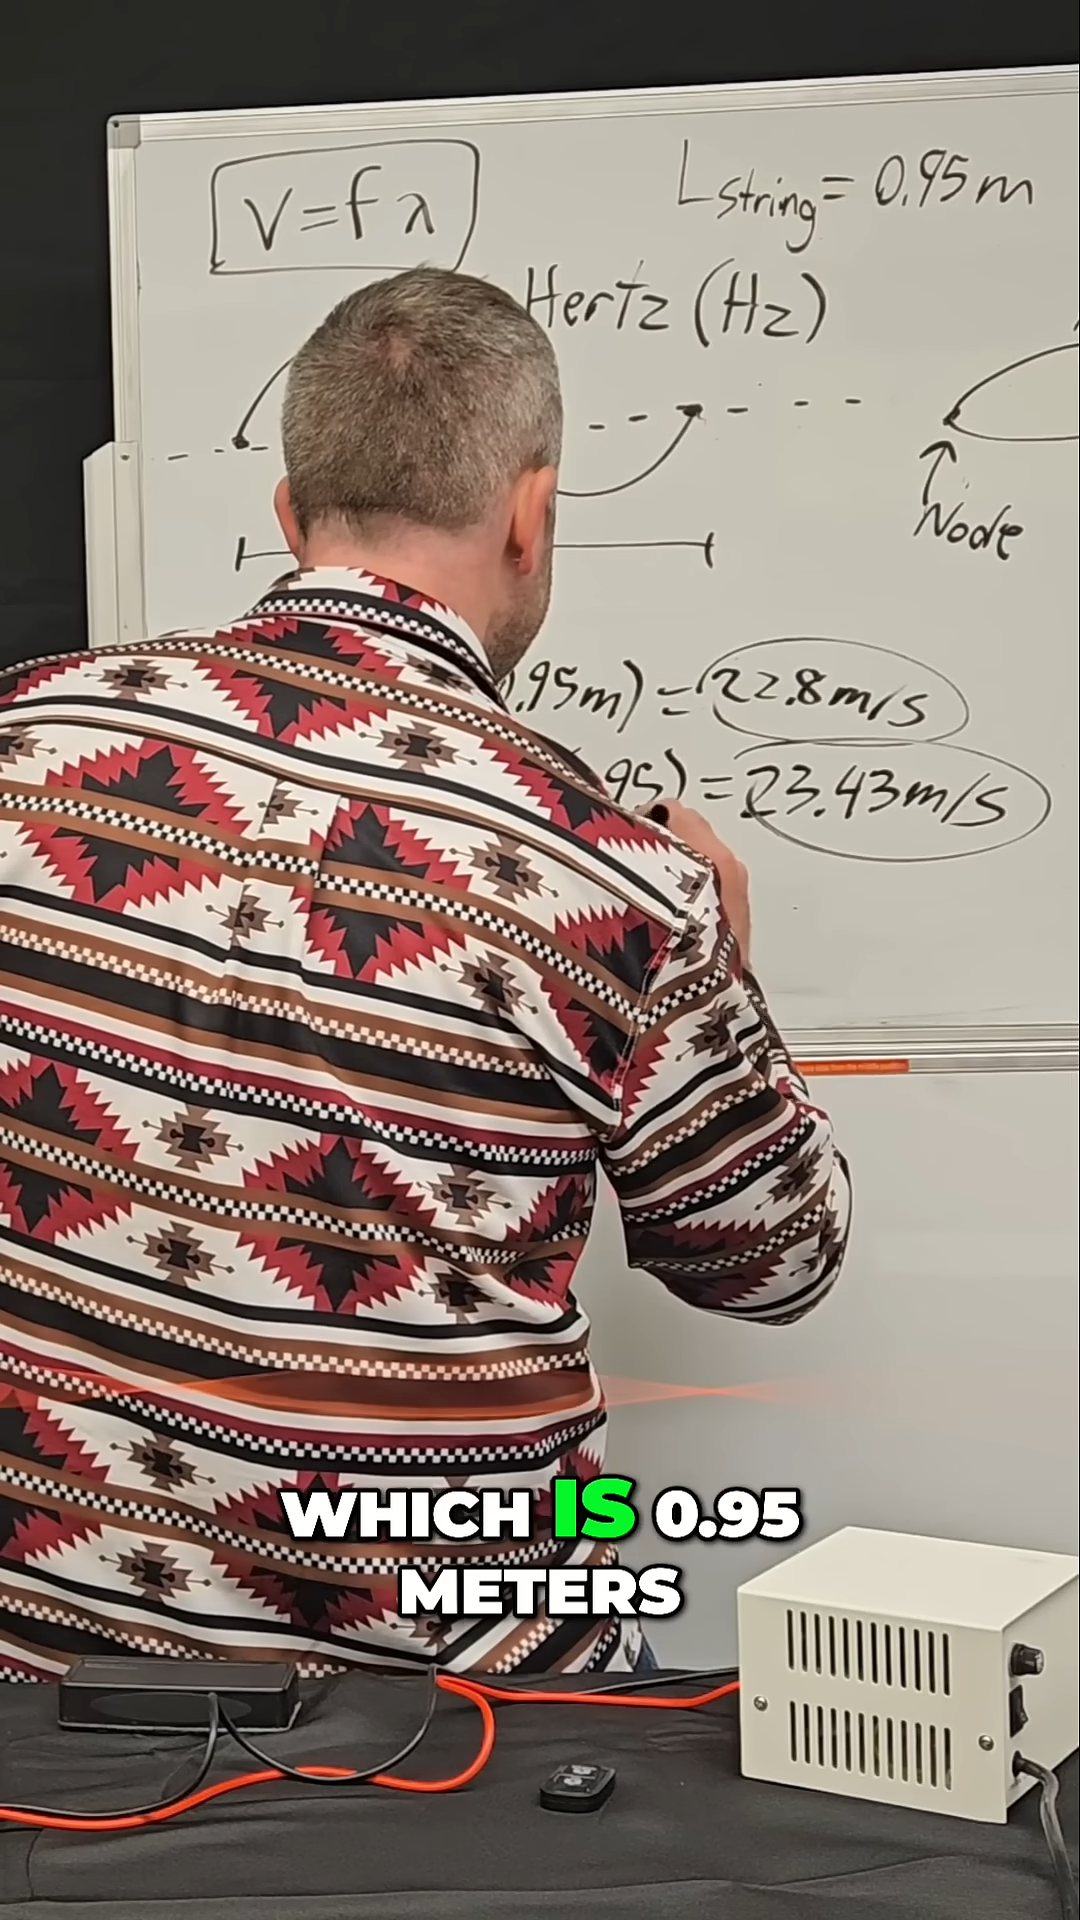 V=fλ
Lstring = 0.95m
Hertz (Hz)
Node
.95m) = 22.8m/s
95) = 23.43m/s
WHICH IS 0.95
METERS